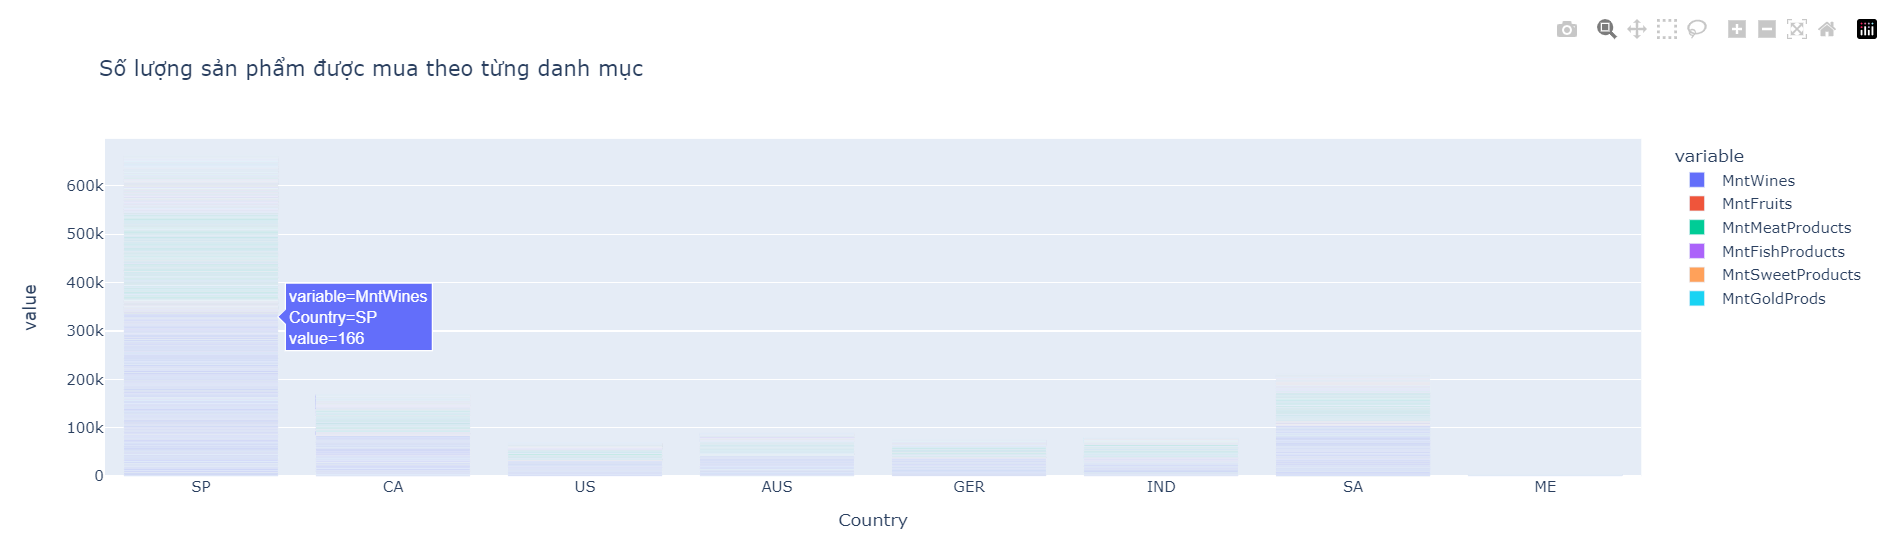 Số lượng sản phẩm được mua theo từng danh mục
value
600k
500k
400k
300k
200k
100k
0
variable=MntWines
Country=SP
value=166
SP
CA
US
AUS
GER
IND
SA
ME
Country
variable
MntWines
MntFruits
MntMeatProducts
MntFishProducts
MntSweetProducts
MntGoldProds